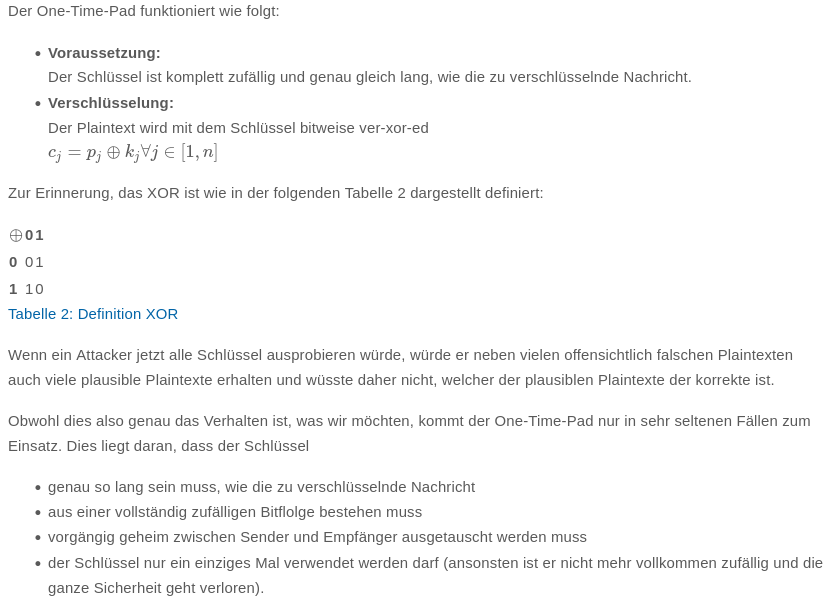 Der One-Time-Pad funktioniert wie folgt:
• Voraussetzung:
Der Schlüssel ist komplett zufällig und genau gleich lang, wie die zu verschlüsselnde Nachricht.
• Verschlüsselung:
Der Plaintext wird mit dem Schlüssel bitweise ver-xor-ed
c_j = p_j ⊕ k_j ∀j ∈ [1, n]
Zur Erinnerung, das XOR ist wie in der folgenden Tabelle 2 dargestellt definiert:
⊕ 0 1
0 0 1
1 1 0
Tabelle 2: Definition XOR
Wenn ein Attacker jetzt alle Schlüssel ausprobieren würde, würde er neben vielen offensichtlich falschen Plaintexten
auch viele plausible Plaintexte erhalten und wüsste daher nicht, welcher der plausiblen Plaintexte der korrekte ist.
Obwohl dies also genau das Verhalten ist, was wir möchten, kommt der One-Time-Pad nur in sehr seltenen Fällen zum
Einsatz. Dies liegt daran, dass der Schlüssel
• genau so lang sein muss, wie die zu verschlüsselnde Nachricht
• aus einer vollständig zufälligen Bitflolge bestehen muss
• vorgängig geheim zwischen Sender und Empfänger ausgetauscht werden muss
• der Schlüssel nur ein einziges Mal verwendet werden darf (ansonsten ist er nicht mehr vollkommen zufällig und die
ganze Sicherheit geht verloren).